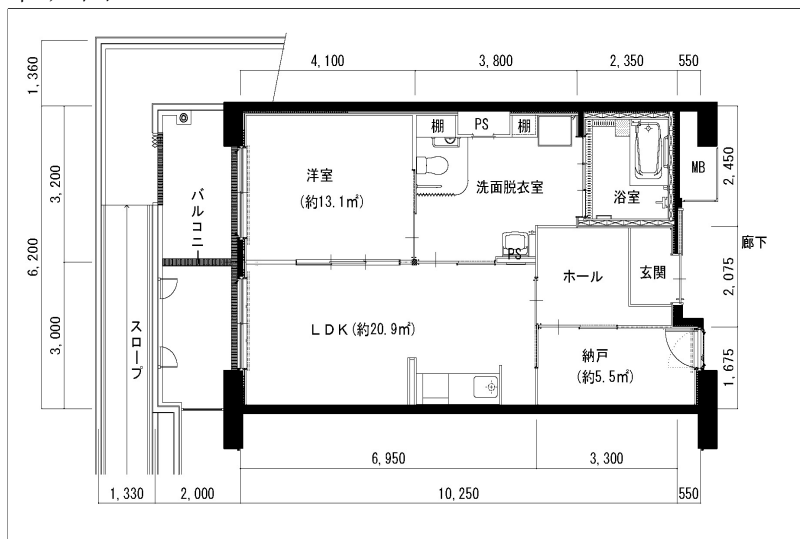 4,100
3,800
2,350
550
1,360
3,200
6,200
3,000
棚
PS
棚
洋室
(約13.1㎡)
洗面脱衣室
浴室
MB
2,450
バルコニー
PS
ホール
玄関
廊下
2,075
スロープ
LDK(約20.9㎡)
納戸
(約5.5㎡)
1,675
6,950
3,300
1,330
2,000
10,250
550